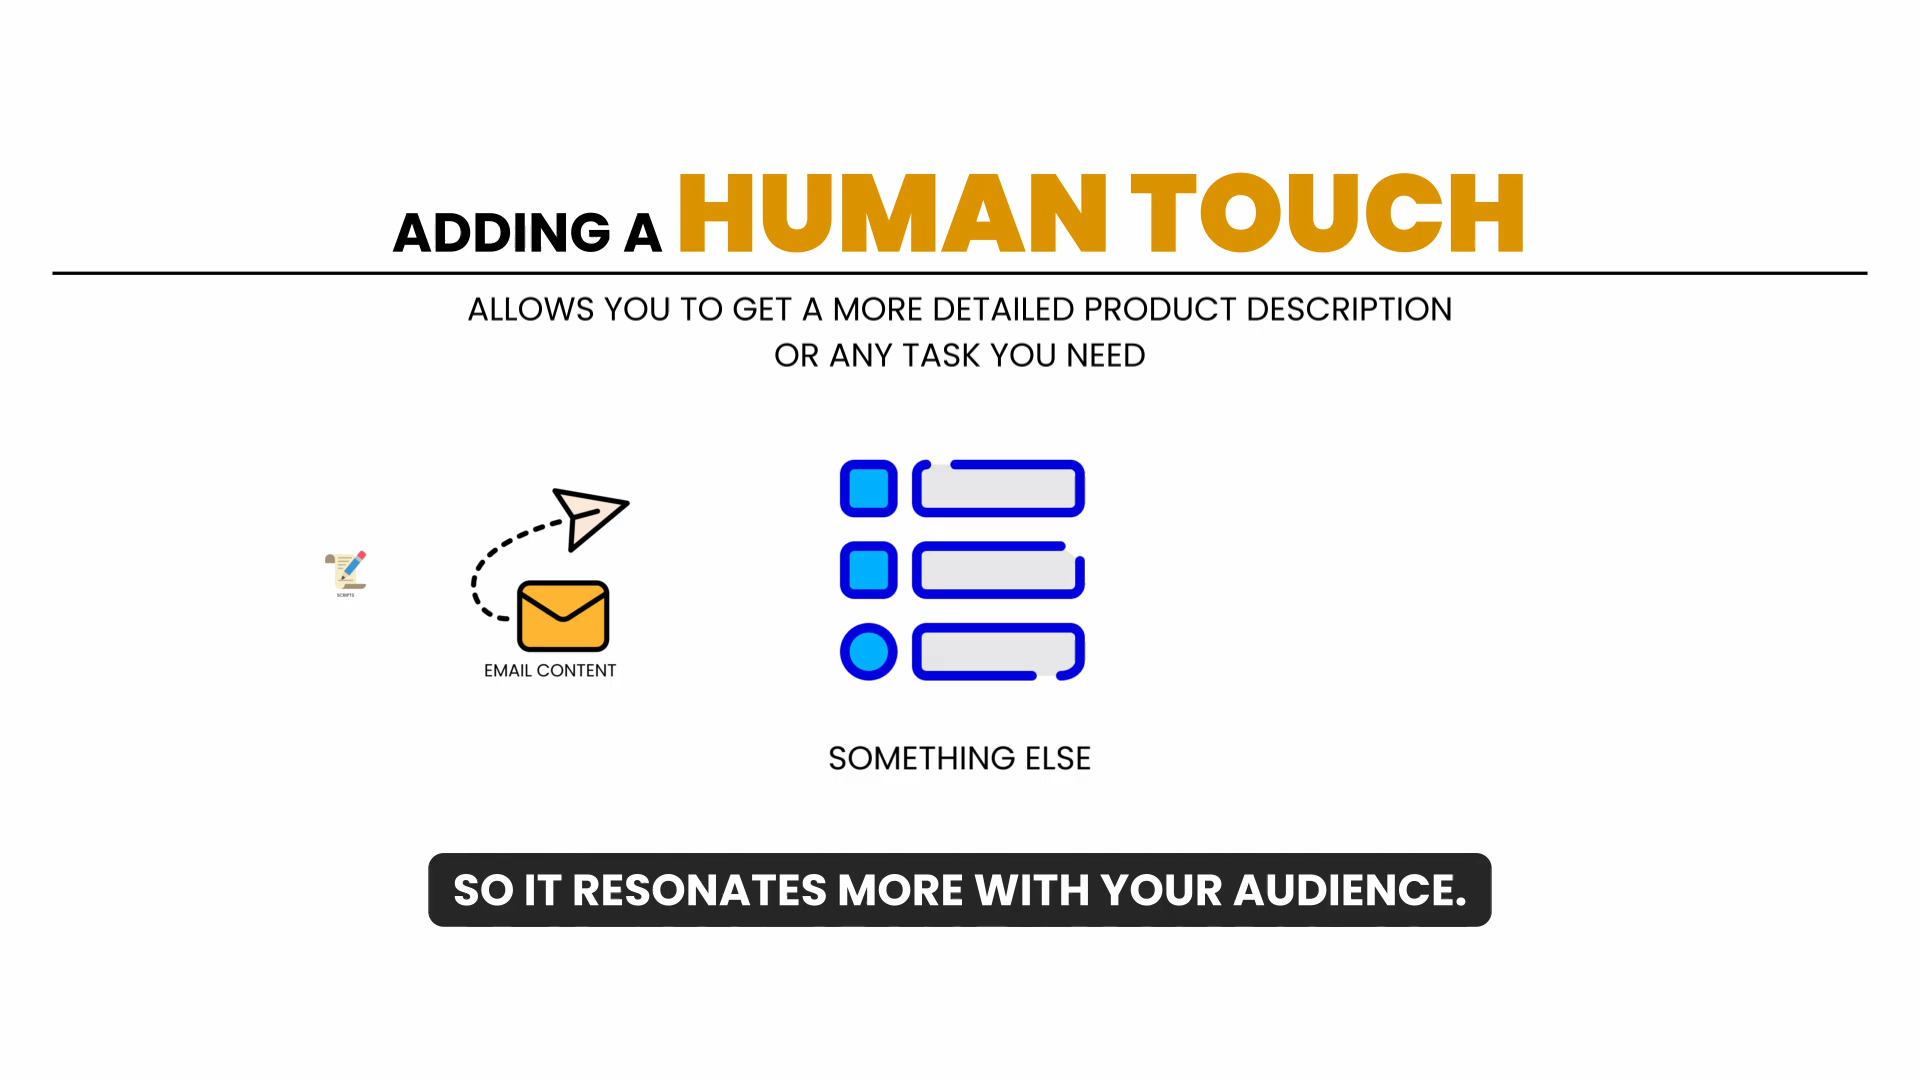 ADDING A HUMAN TOUCH
ALLOWS YOU TO GET A MORE DETAILED PRODUCT DESCRIPTION
OR ANY TASK YOU NEED
SCRIPTS
EMAIL CONTENT
SOMETHING ELSE
SO IT RESONATES MORE WITH YOUR AUDIENCE.